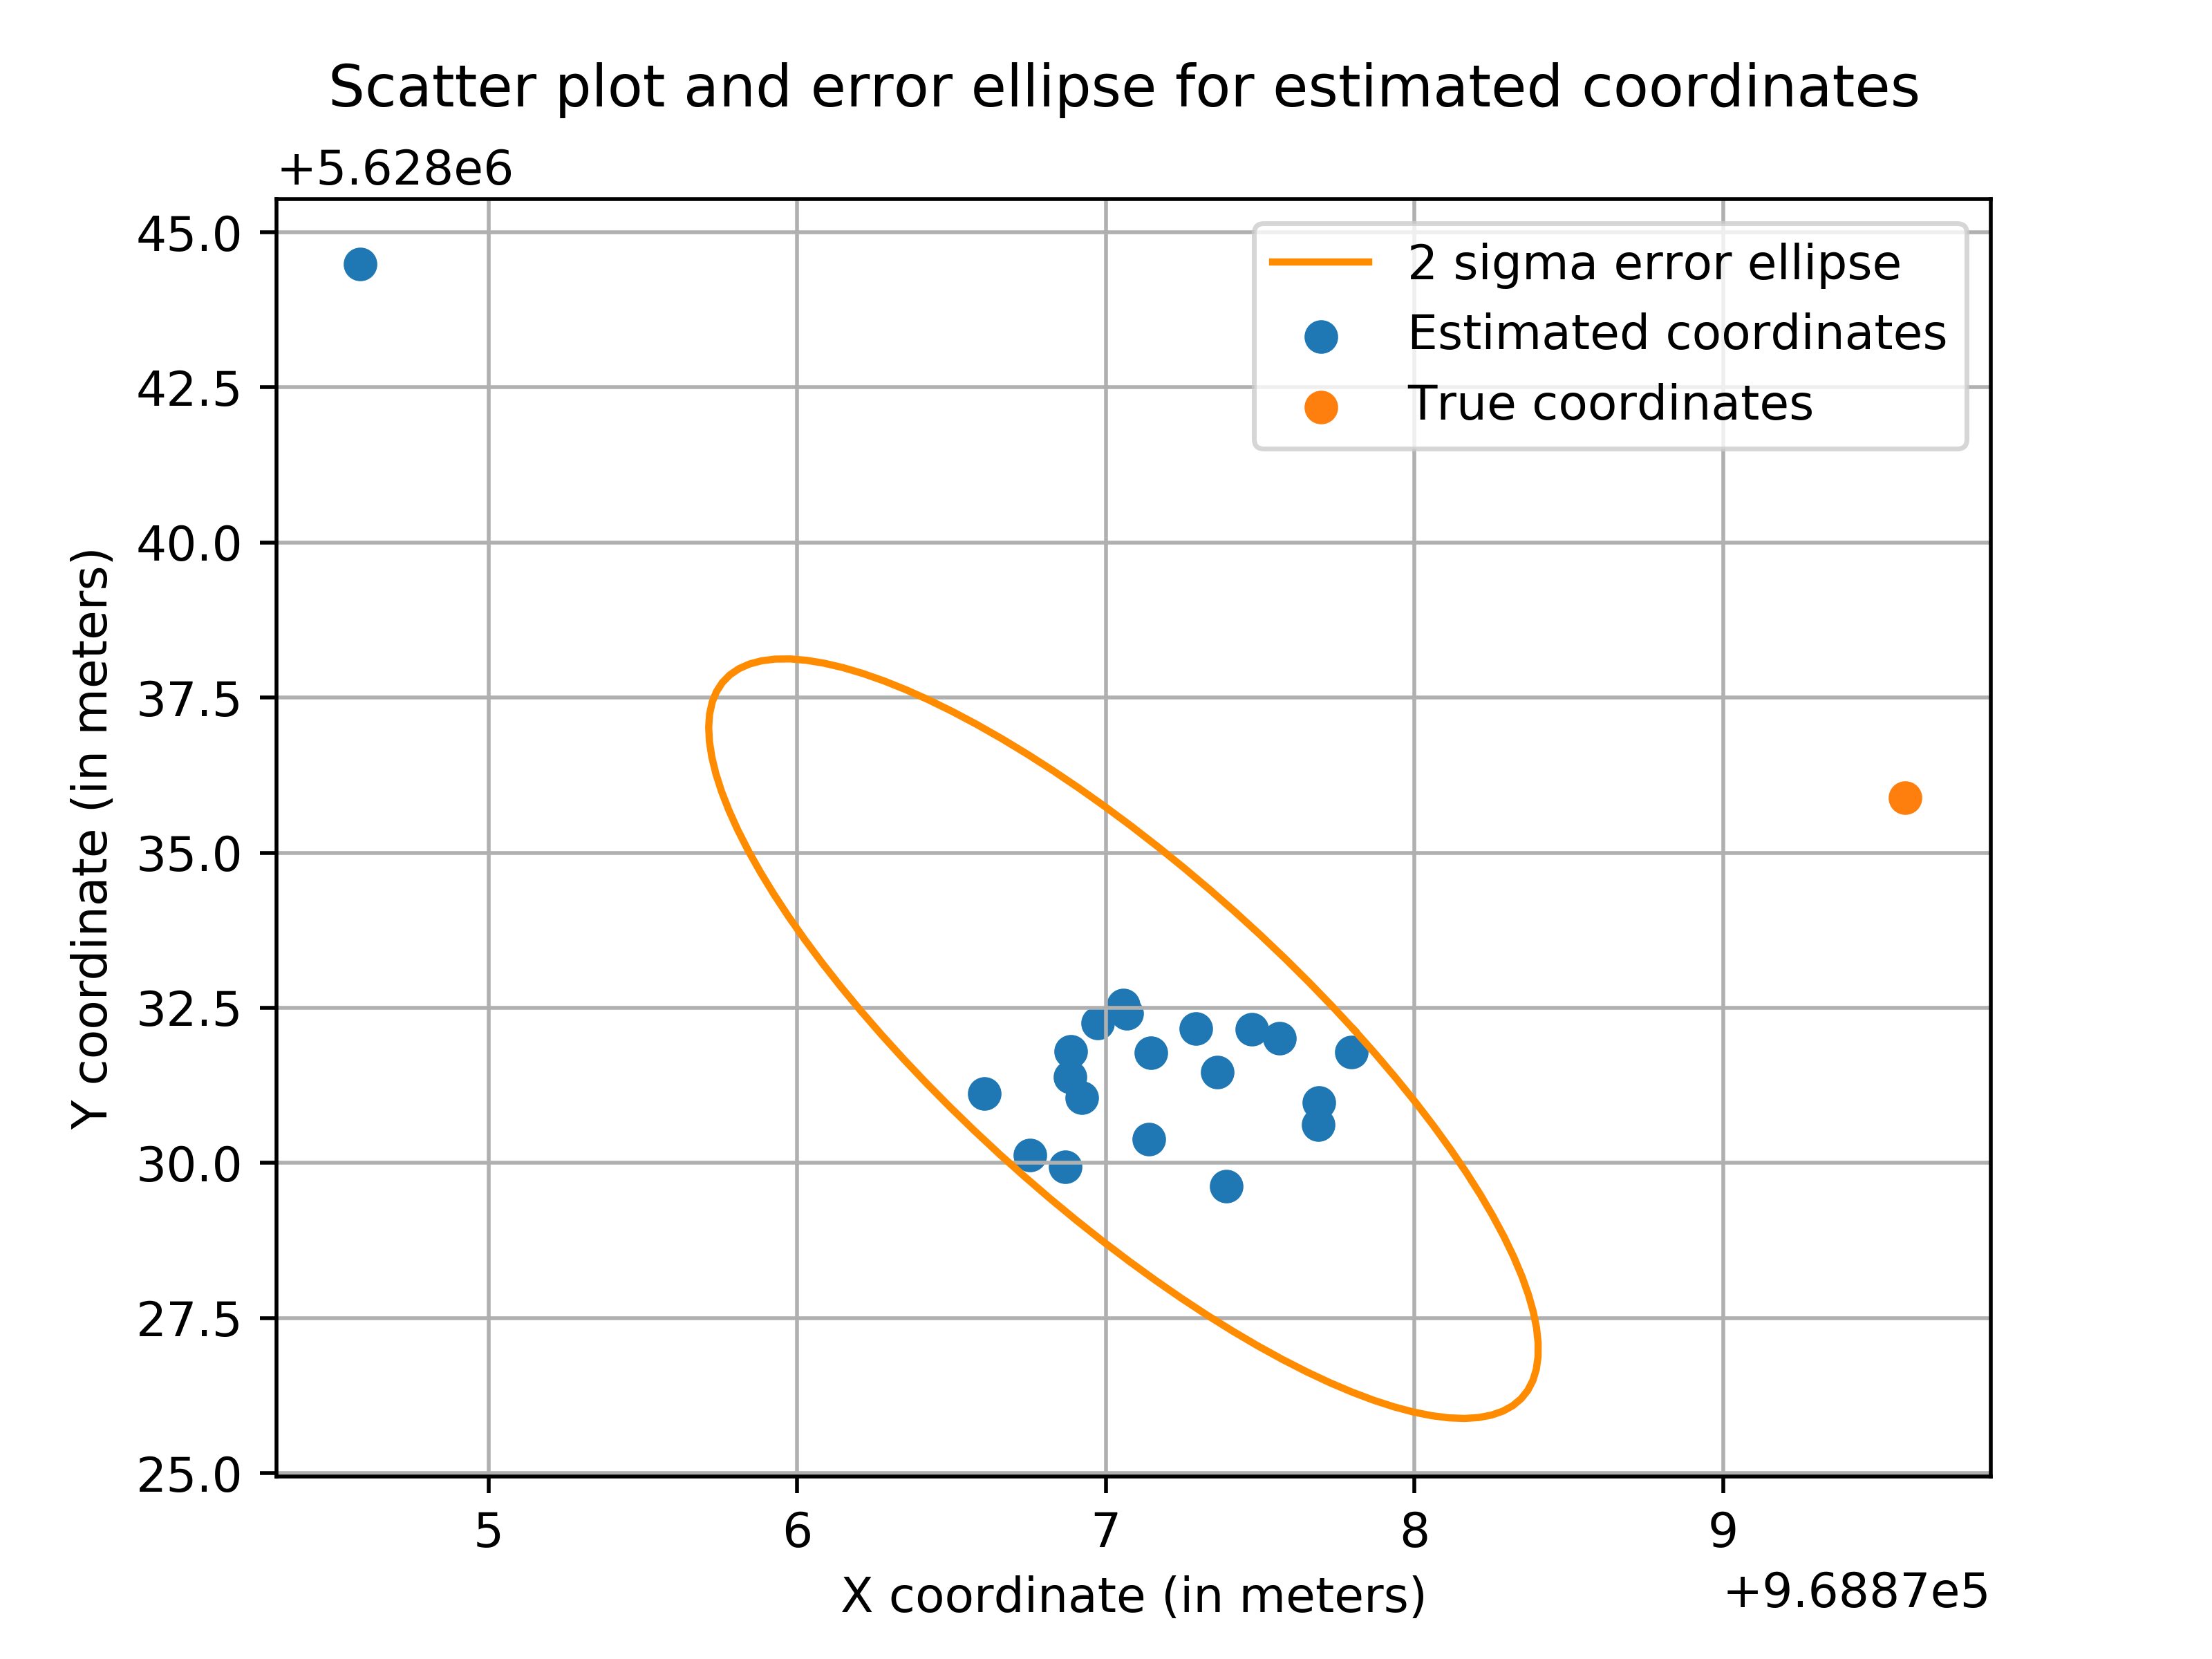 Scatter plot and error ellipse for estimated coordinates
+5.628e6
45.0
42.5
40.0
37.5
35.0
32.5
30.0
27.5
25.0
Y coordinate (in meters)
2 sigma error ellipse
Estimated coordinates
True coordinates
5 6 7 8 9
X coordinate (in meters)
+9.6887e5